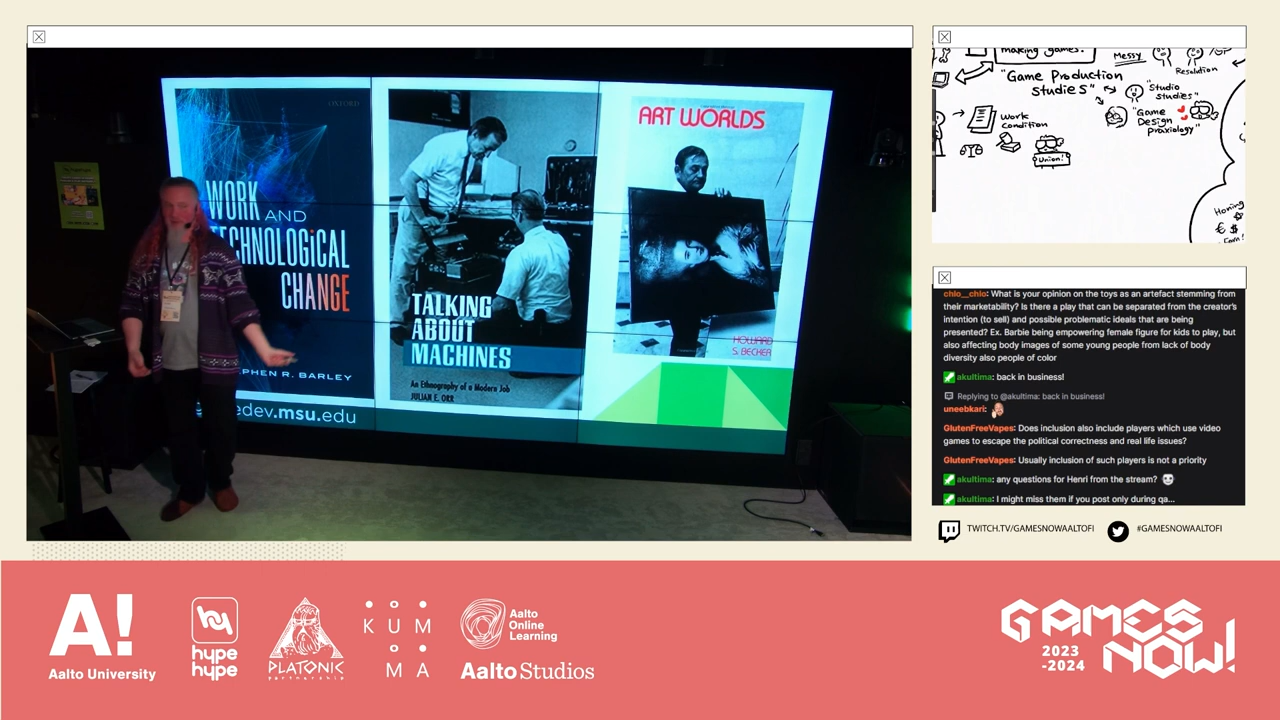 OXFORD
WORK AND
TECHNOLOGICAL
CHANGE
STEPHEN R. BARLEY
edev.msu.edu
TALKING
ABOUT
MACHINES
An Ethnography of a Modern Job
JULIAN E. ORR
ART WORLDS
HOWARD
S. BECKER
making games!
"Game Production
studies"
Messy
Resolution
"Studio
studies"
"Game
Design
praxiology"
Work
Condition
Union!
Homing
€ $
chlo__chlo: What is your opinion on the toys as an artefact stemming from
their marketability? Is there a play that can be separated from the creator's
intention (to sell) and possible problematic ideals that are being
presented? Ex. Barbie being empowering female figure for kids to play, but
also affecting body images of some young people from lack of body
diversity also people of color
akultima: back in business!
Replying to @akultima: back in business!
uneebkari:
GlutenFreeVapes: Does inclusion also include players which use video
games to escape the political correctness and real life issues?
GlutenFreeVapes: Usually inclusion of such players is not a priority
akultima: any questions for Henri from the stream?
akultima: I might miss them if you post only during qa...
TWITCH.TV/GAMESNOWAALTOFI
#GAMESNOWAALTOFI
A!
Aalto University
hype
hype
PLATONIC
partnership
KUM
MA
Aalto
Online
Learning
Aalto Studios
GAMES
NOW!
2023
-2024